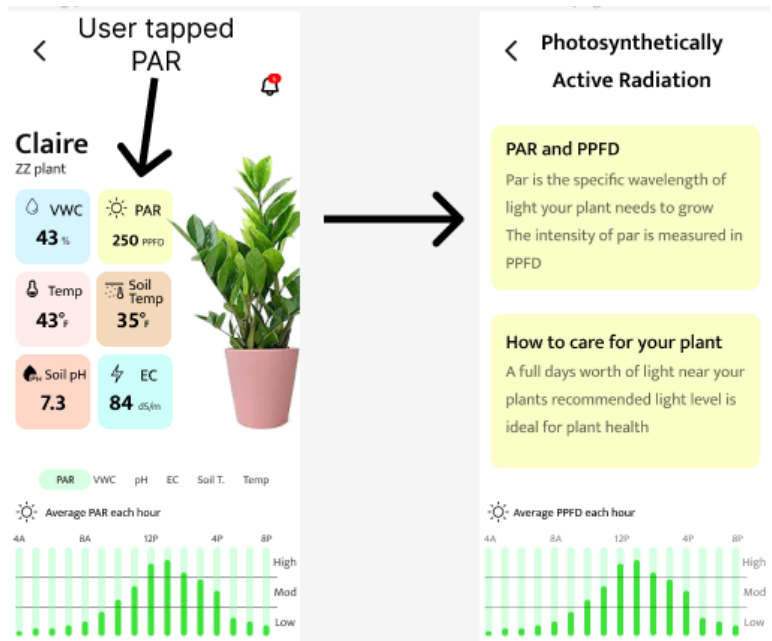 User tapped
PAR
Claire
ZZ plant
VWC
43 %
PAR
250 PPFD
Temp
43°F
Soil
Temp
35°F
Soil pH
7.3
EC
84 dS/m
PAR VWC pH EC Soil T. Temp
Average PAR each hour
4A 8A 12P 4P 8P
High
Mod
Low
Photosynthetically
Active Radiation
PAR and PPFD
Par is the specific wavelength of
light your plant needs to grow
The intensity of par is measured in
PPFD
How to care for your plant
A full days worth of light near your
plants recommended light level is
ideal for plant health
Average PPFD each hour
4A 8A 12P 4P 8P
High
Mod
Low